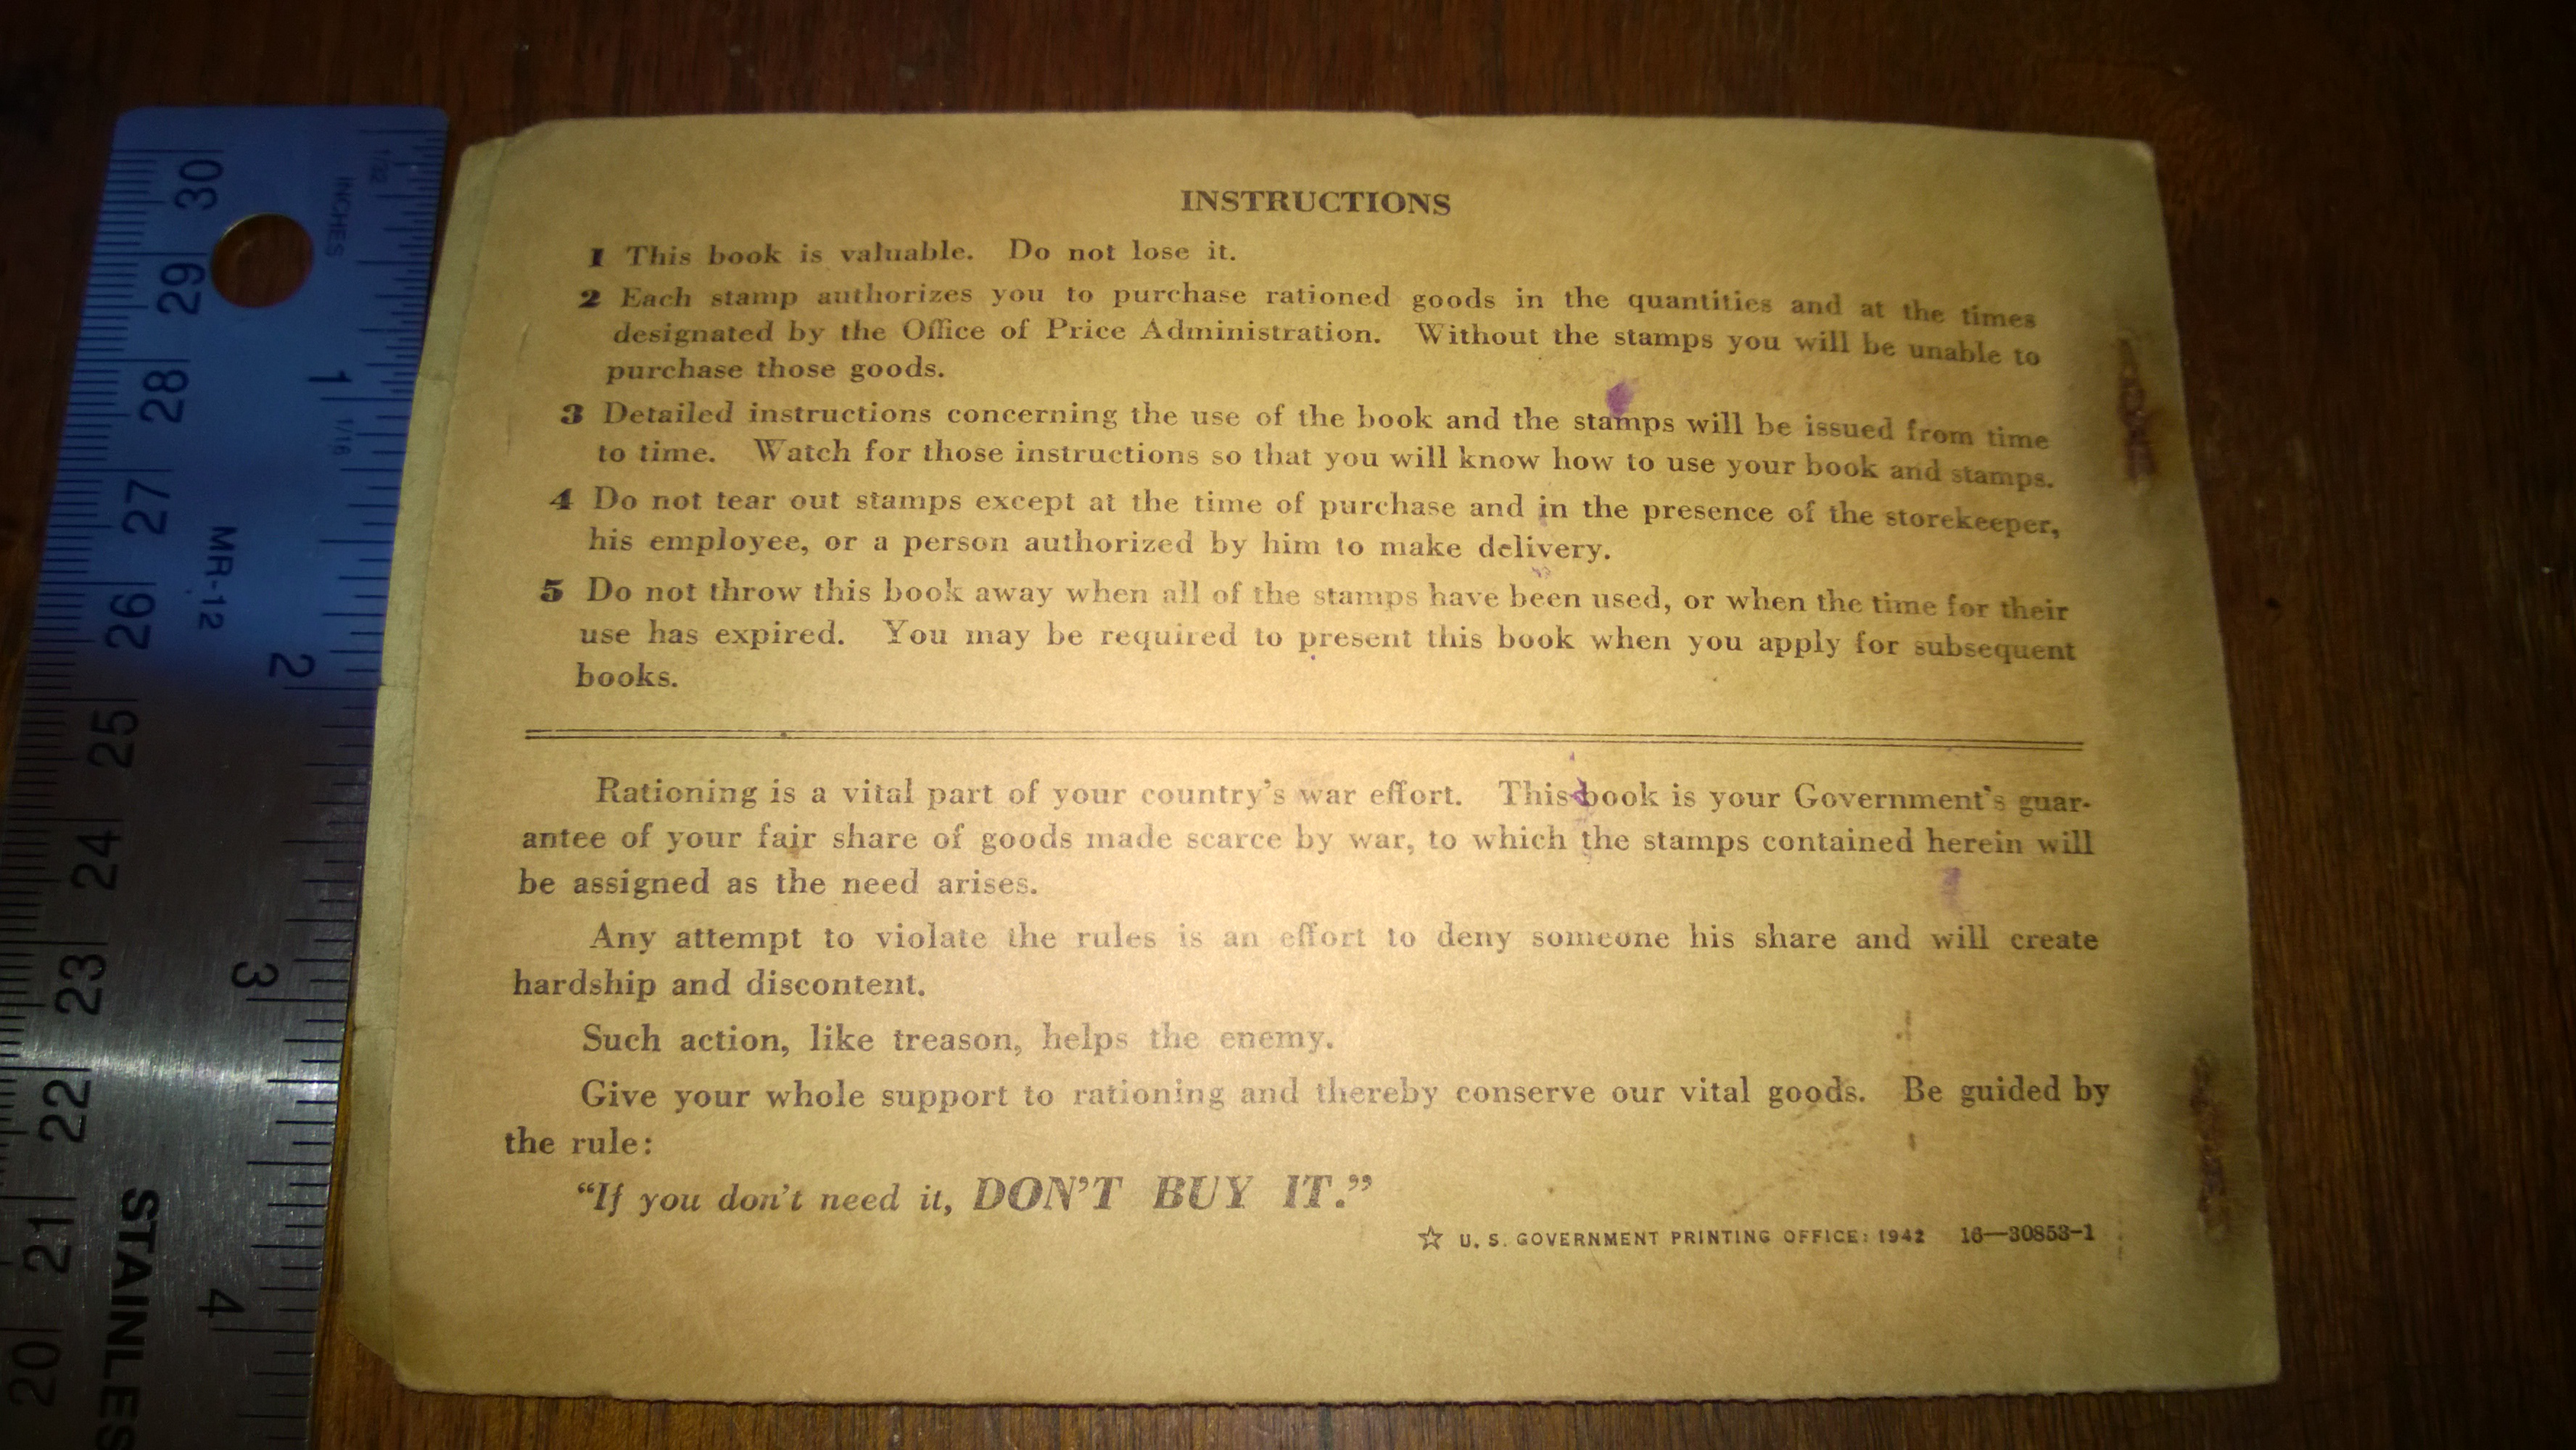 INSTRUCTIONS
1 This book is valuable. Do not lose it.
2 Each stamp authorizes you to purchase rationed goods in the quantities and at the times
designated by the Office of Price Administration. Without the stamps you will be unable to
purchase those goods.
3 Detailed instructions concerning the use of the book and the stamps will be issued from time
to time. Watch for those instructions so that you will know how to use your book and stamps.
4 Do not tear out stamps except at the time of purchase and in the presence of the storekeeper,
his employee, or a person authorized by him to make delivery.
5 Do not throw this book away when all of the stamps have been used, or when the time for their
use has expired. You may be required to present this book when you apply for subsequent
books.
Rationing is a vital part of your country's war effort. This book is your Government's guar-
antee of your fair share of goods made scarce by war, to which the stamps contained herein will
be assigned as the need arises.
Any attempt to violate the rules is an effort to deny someone his share and will create
hardship and discontent.
Such action, like treason, helps the enemy.
Give your whole support to rationing and thereby conserve our vital goods. Be guided by
the rule:
"If you don't need it, DON'T BUY IT."
☆ U. S. GOVERNMENT PRINTING OFFICE: 1942 16—30853-1
30 29 28 27 26 25 24 23 22 21 20
MR-12
STAINLES
1/32
INCHES
1
1/16
2
3
4